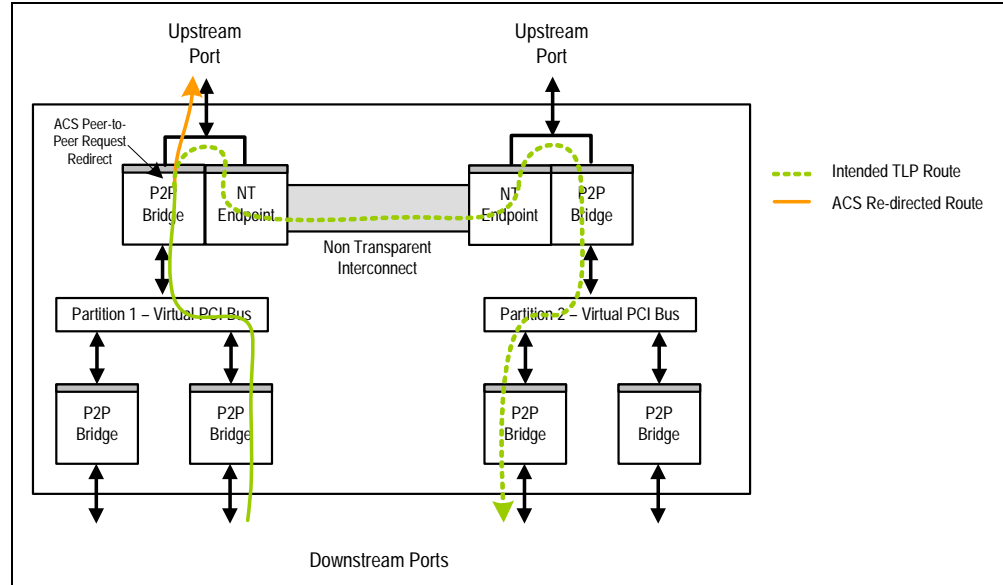 Upstream
Port
Upstream
Port
ACS Peer-to-
Peer Request
Redirect
Intended TLP Route
ACS Re-directed Route
P2P
Bridge
NT
Endpoint
NT
Endpoint
P2P
Bridge
Non Transparent
Interconnect
Partition 1 – Virtual PCI Bus
Partition 2 – Virtual PCI Bus
P2P
Bridge
P2P
Bridge
P2P
Bridge
P2P
Bridge
Downstream Ports